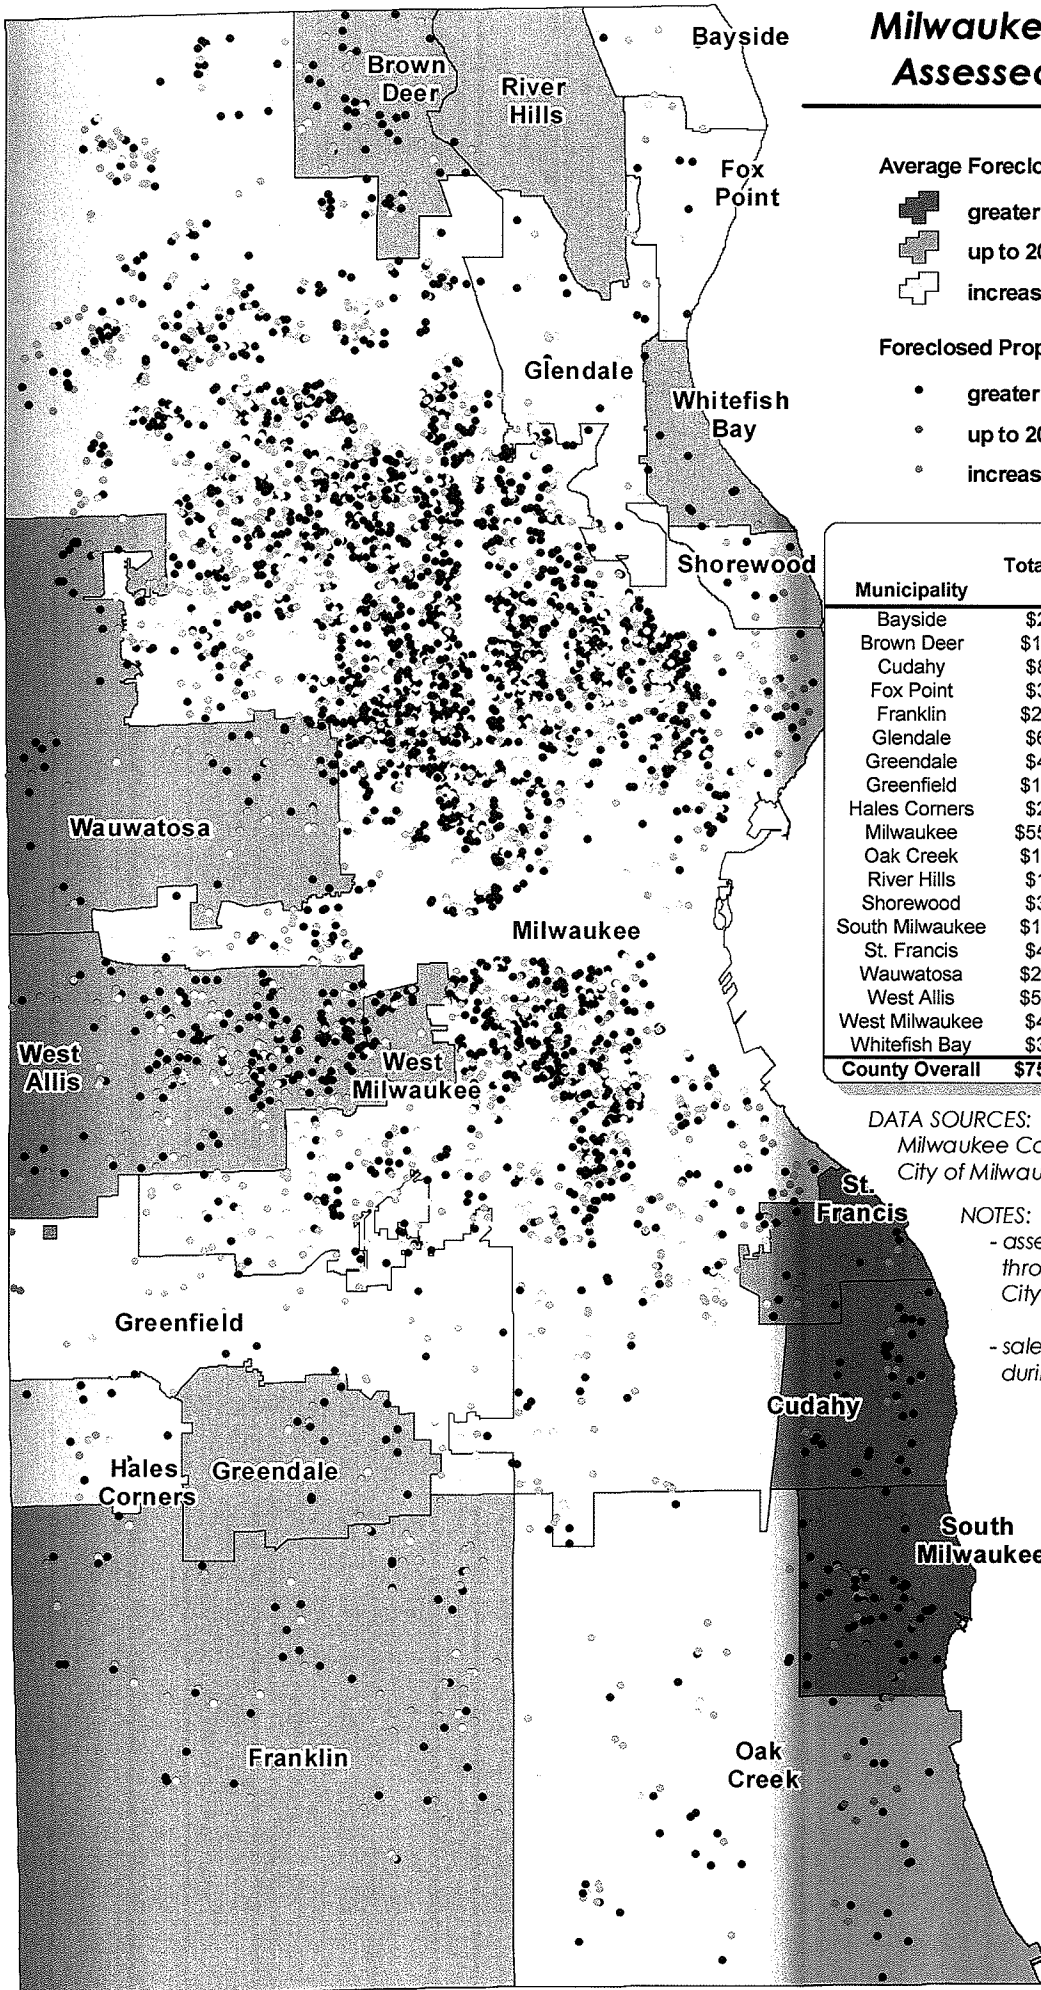 Milwauke
Assessed
Average Foreclo
greater
up to 20
increas
Foreclosed Prop
greater
up to 20
increas
Bayside
Brown
Deer
River
Hills
Fox
Point
Glendale
Whitefish
Bay
Shorewood
Wauwatosa
Milwaukee
West
Allis
West
Milwaukee
St.
Francis
Greenfield
Cudahy
Hales
Corners
Greendale
South
Milwaukee
Franklin
Oak
Creek
Municipality Tota
Bayside $2
Brown Deer $1
Cudahy $8
Fox Point $3
Franklin $2
Glendale $6
Greendale $4
Greenfield $1
Hales Corners $2
Milwaukee $55
Oak Creek $1
River Hills $1
Shorewood $3
South Milwaukee $1
St. Francis $4
Wauwatosa $2
West Allis $5
West Milwaukee $4
Whitefish Bay $3
County Overall $75
DATA SOURCES:
Milwaukee Co
City of Milwau
NOTES:
- asse
thro
City
- sale
duri